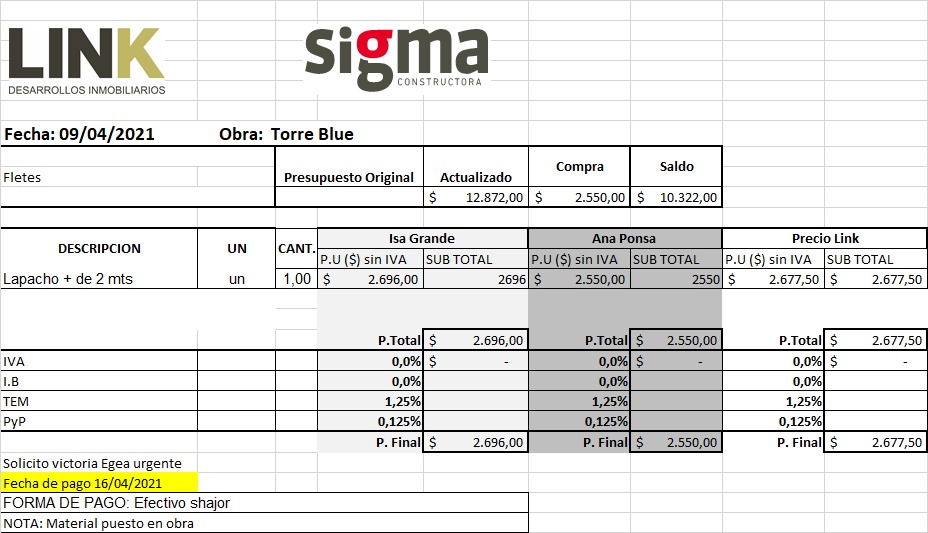 LINK
DESARROLLOS INMOBILIARIOS
sigma
CONSTRUCTORA
Fecha: 09/04/2021 Obra: Torre Blue
Fletes Presupuesto Original Actualizado Compra Saldo
$ 12.872,00 $ 2.550,00 $ 10.322,00
DESCRIPCION UN CANT. Isa Grande Ana Ponsa Precio Link
P.U ($) sin IVA SUB TOTAL P.U ($) sin IVA SUB TOTAL P.U ($) sin IVA SUB TOTAL
Lapacho + de 2 mts un 1,00 $ 2.696,00 2696 $ 2.550,00 2550 $ 2.677,50 $ 2.677,50
P.Total $ 2.696,00 P.Total $ 2.550,00 P.Total $ 2.677,50
IVA 0,0% $ - 0,0% $ - 0,0% $ -
I.B 0,0% 0,0% 0,0%
TEM 1,25% 1,25% 1,25%
PyP 0,125% 0,125% 0,125%
P. Final $ 2.696,00 P. Final $ 2.550,00 P. Final $ 2.677,50
Solicito victoria Egea urgente
Fecha de pago 16/04/2021
FORMA DE PAGO: Efectivo shajor
NOTA: Material puesto en obra